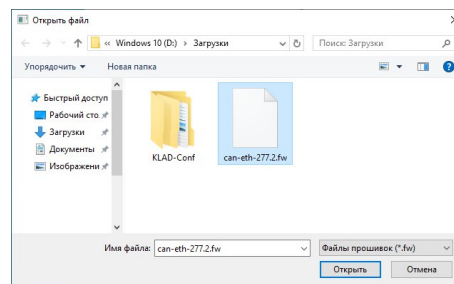 Открыть файл
« Windows 10 (D:) > Загрузки
Поиск: Загрузки
Упорядочить
Новая папка
Быстрый доступ
Рабочий сто
Загрузки
Документы
Изображени
KLAD-Conf
can-eth-277.2.fw
Имя файла: can-eth-277.2.fw
Файлы прошивок (*.fw)
Открыть
Отмена